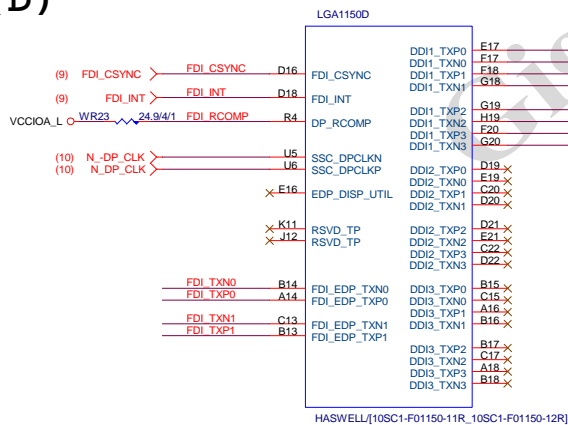 D)
LGA1150D
(9) FDI_CSYNC FDI_CSYNC D16 FDI_CSYNC
(9) FDI_INT FDI_INT D18 FDI_INT
VCCIOA_L WR23 24.9/4/1 FDI_RCOMP R4 DP_RCOMP
(10) N_-DP_CLK U5 SSC_DPCLKN
(10) N_DP_CLK U6 SSC_DPCLKP
E16 EDP_DISP_UTIL
K11 RSVD_TP
J12 RSVD_TP
FDI_TXN0 B14 FDI_EDP_TXN0
FDI_TXP0 A14 FDI_EDP_TXP0
FDI_TXN1 C13 FDI_EDP_TXN1
FDI_TXP1 B13 FDI_EDP_TXP1
DDI1_TXP0 E17
DDI1_TXN0 F17
DDI1_TXP1 F18
DDI1_TXN1 G18
DDI1_TXP2 G19
DDI1_TXN2 H19
DDI1_TXP3 F20
DDI1_TXN3 G20
DDI2_TXP0 D19
DDI2_TXN0 E19
DDI2_TXP1 C20
DDI2_TXN1 D20
DDI2_TXP2 D21
DDI2_TXN2 E21
DDI2_TXP3 C22
DDI2_TXN3 D22
DDI3_TXP0 B15
DDI3_TXN0 C15
DDI3_TXP1 A16
DDI3_TXN1 B16
DDI3_TXP2 B17
DDI3_TXN2 C17
DDI3_TXP3 A18
DDI3_TXN3 B18
HASWELL/[10SC1-F01150-11R_10SC1-F01150-12R]